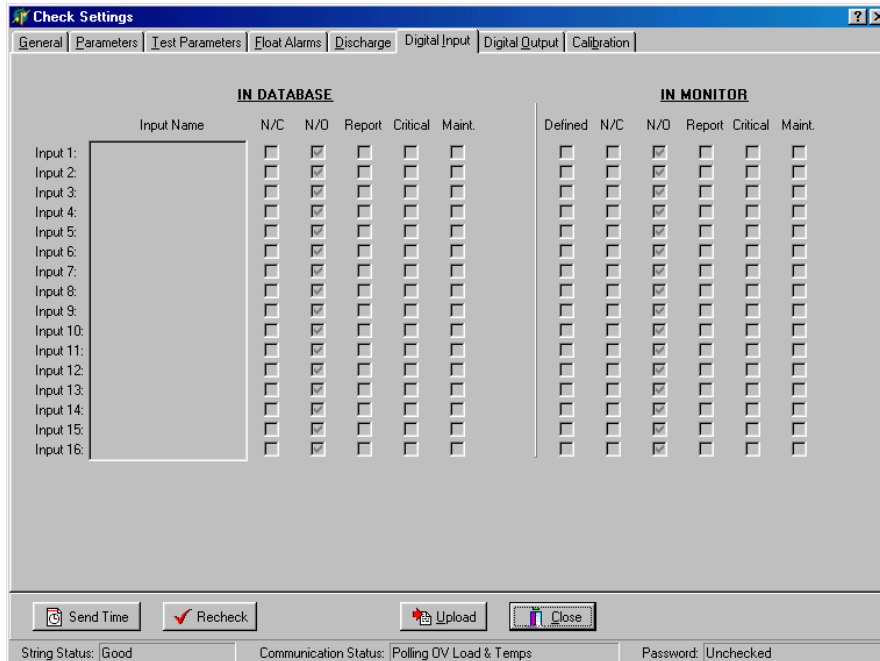 Check Settings
General Parameters Test Parameters Float Alarms Discharge Digital Input Digital Output Calibration
IN DATABASE IN MONITOR
Input Name N/C N/O Report Critical Maint. Defined N/C N/O Report Critical Maint.
Input 1:
Input 2:
Input 3:
Input 4:
Input 5:
Input 6:
Input 7:
Input 8:
Input 9:
Input 10:
Input 11:
Input 12:
Input 13:
Input 14:
Input 15:
Input 16:
Send Time Recheck Upload Close
String Status: Good Communication Status: Polling OV Load & Temps Password: Unchecked